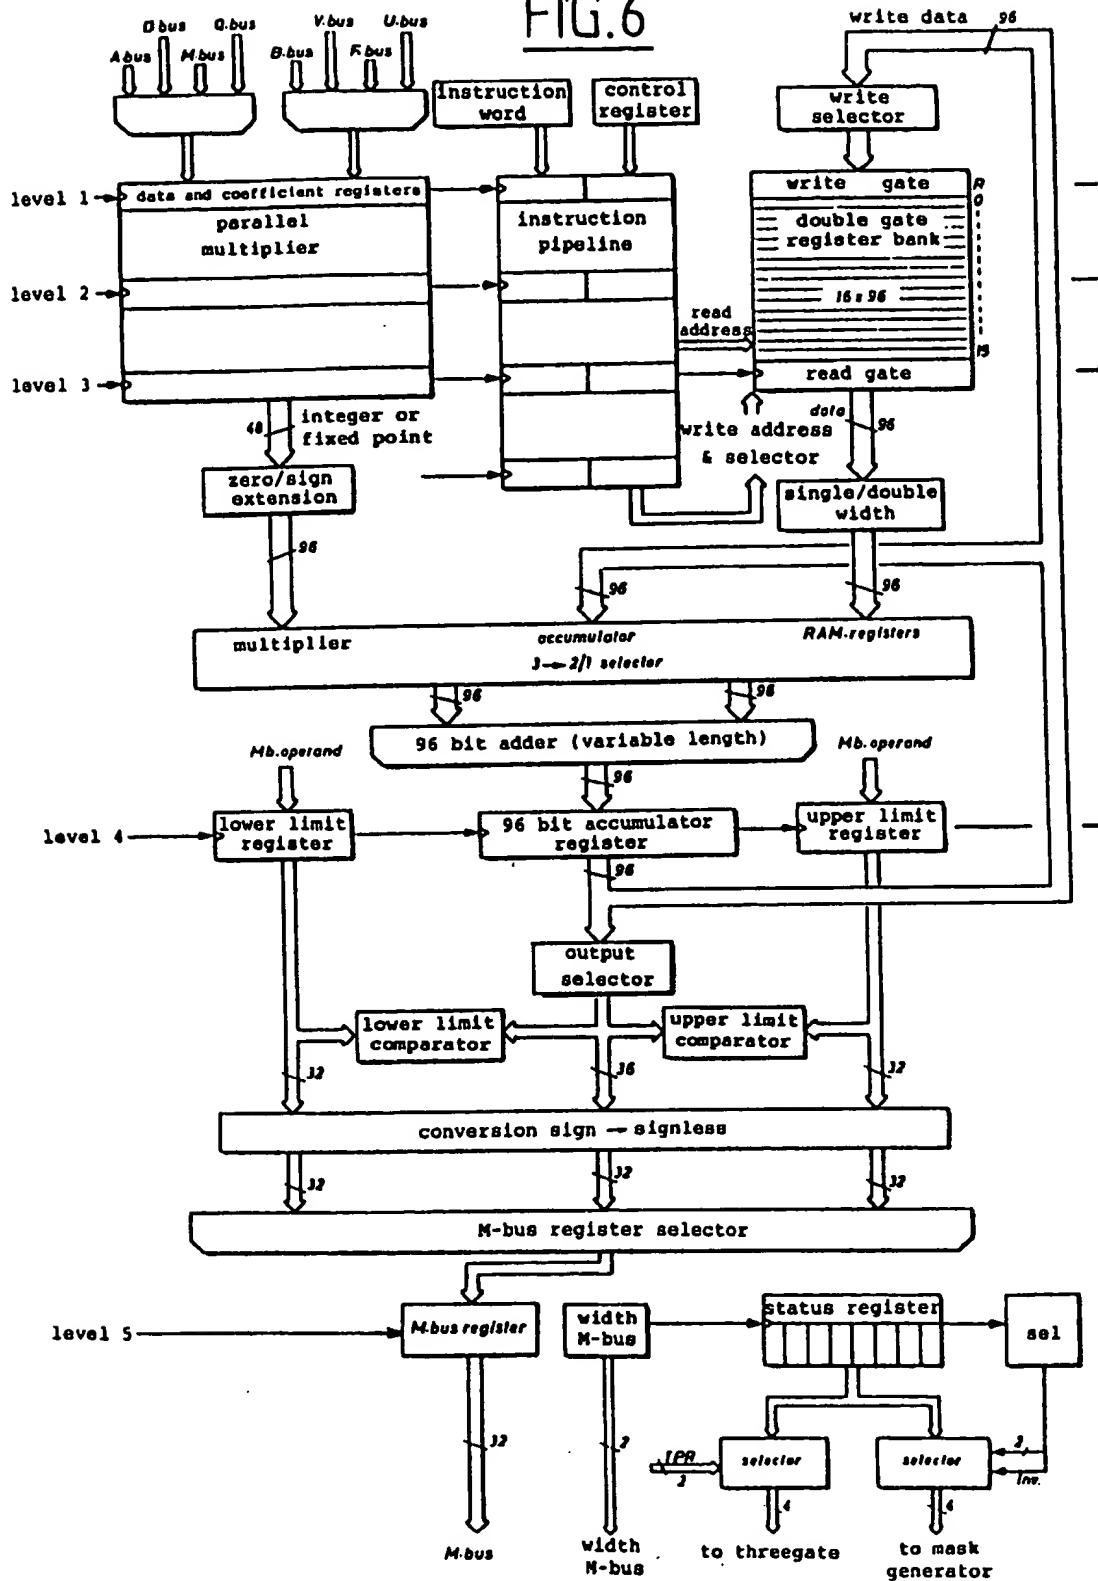 FIG.6
write data 96
A.bus
D.bus
M.bus
Q.bus
B.bus
V.bus
F.bus
U.bus
instruction
word
control
register
write
selector
level 1
data and coefficient registers
parallel
multiplier
instruction
pipeline
write gate
R
0
double gate
register bank
16 x 96
15
read gate
level 2
level 3
read
address
48
integer or
fixed point
data
96
write address
& selector
zero/sign
extension
single/double
width
96
96
96
multiplier
accumulator
RAM.registers
3→2/1 selector
96
96
96 bit adder (variable length)
Mb.operand
96
Mb.operand
level 4
lower limit
register
96 bit accumulator
register
upper limit
register
96
output
selector
lower limit
comparator
upper limit
comparator
32
36
32
conversion sign → signless
32
32
32
M-bus register selector
level 5
M.bus register
width
M-bus
status register
sel
32
2
TPR
2
selector
selector
2
Inv.
4
4
M.bus
width
M-bus
to threegate
to mask
generator